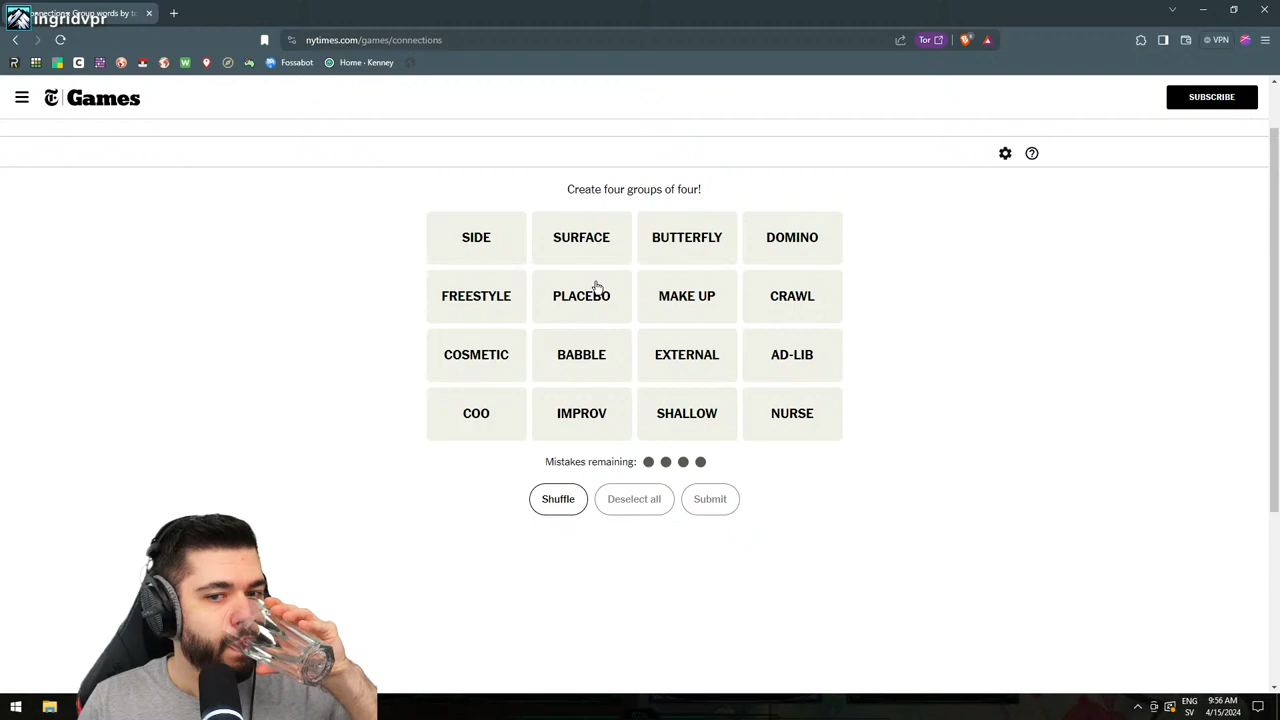 ingridvpr
nytimes.com/games/connections
Tor
VPN
Fossabot
Home · Kenney
Games
SUBSCRIBE
Create four groups of four!
SIDE SURFACE BUTTERFLY DOMINO
FREESTYLE PLACEBO MAKE UP CRAWL
COSMETIC BABBLE EXTERNAL AD-LIB
COO IMPROV SHALLOW NURSE
Mistakes remaining:
Shuffle Deselect all Submit
ENG 9:56 AM
SV 4/15/2024